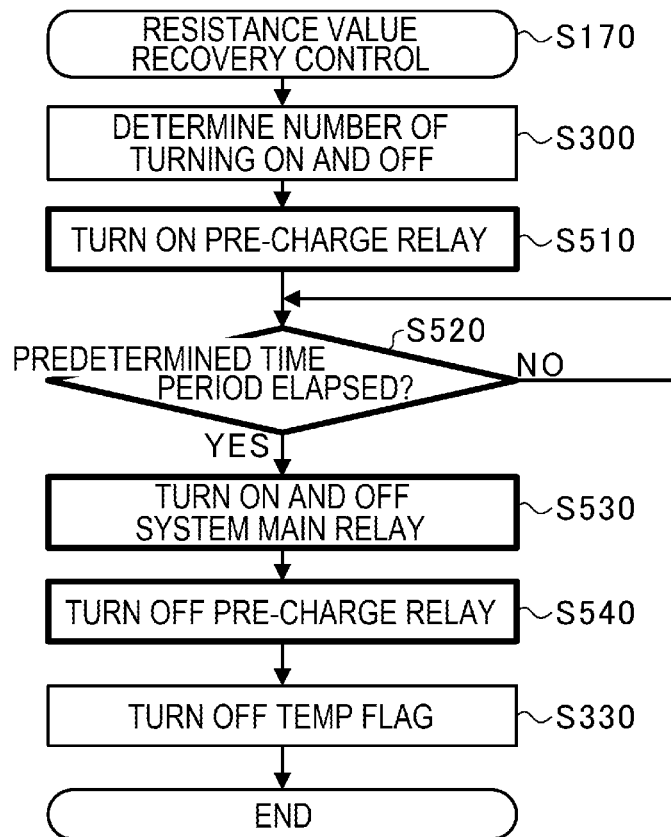 RESISTANCE VALUE
RECOVERY CONTROL
S170
DETERMINE NUMBER OF
TURNING ON AND OFF
S300
TURN ON PRE-CHARGE RELAY
S510
S520
PREDETERMINED TIME
PERIOD ELAPSED?
NO
YES
TURN ON AND OFF
SYSTEM MAIN RELAY
S530
TURN OFF PRE-CHARGE RELAY
S540
TURN OFF TEMP FLAG
S330
END